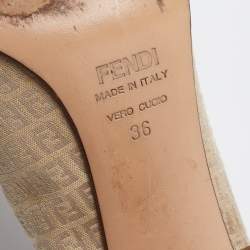 FENDI
MADE IN ITALY
VERO CUOIO
36